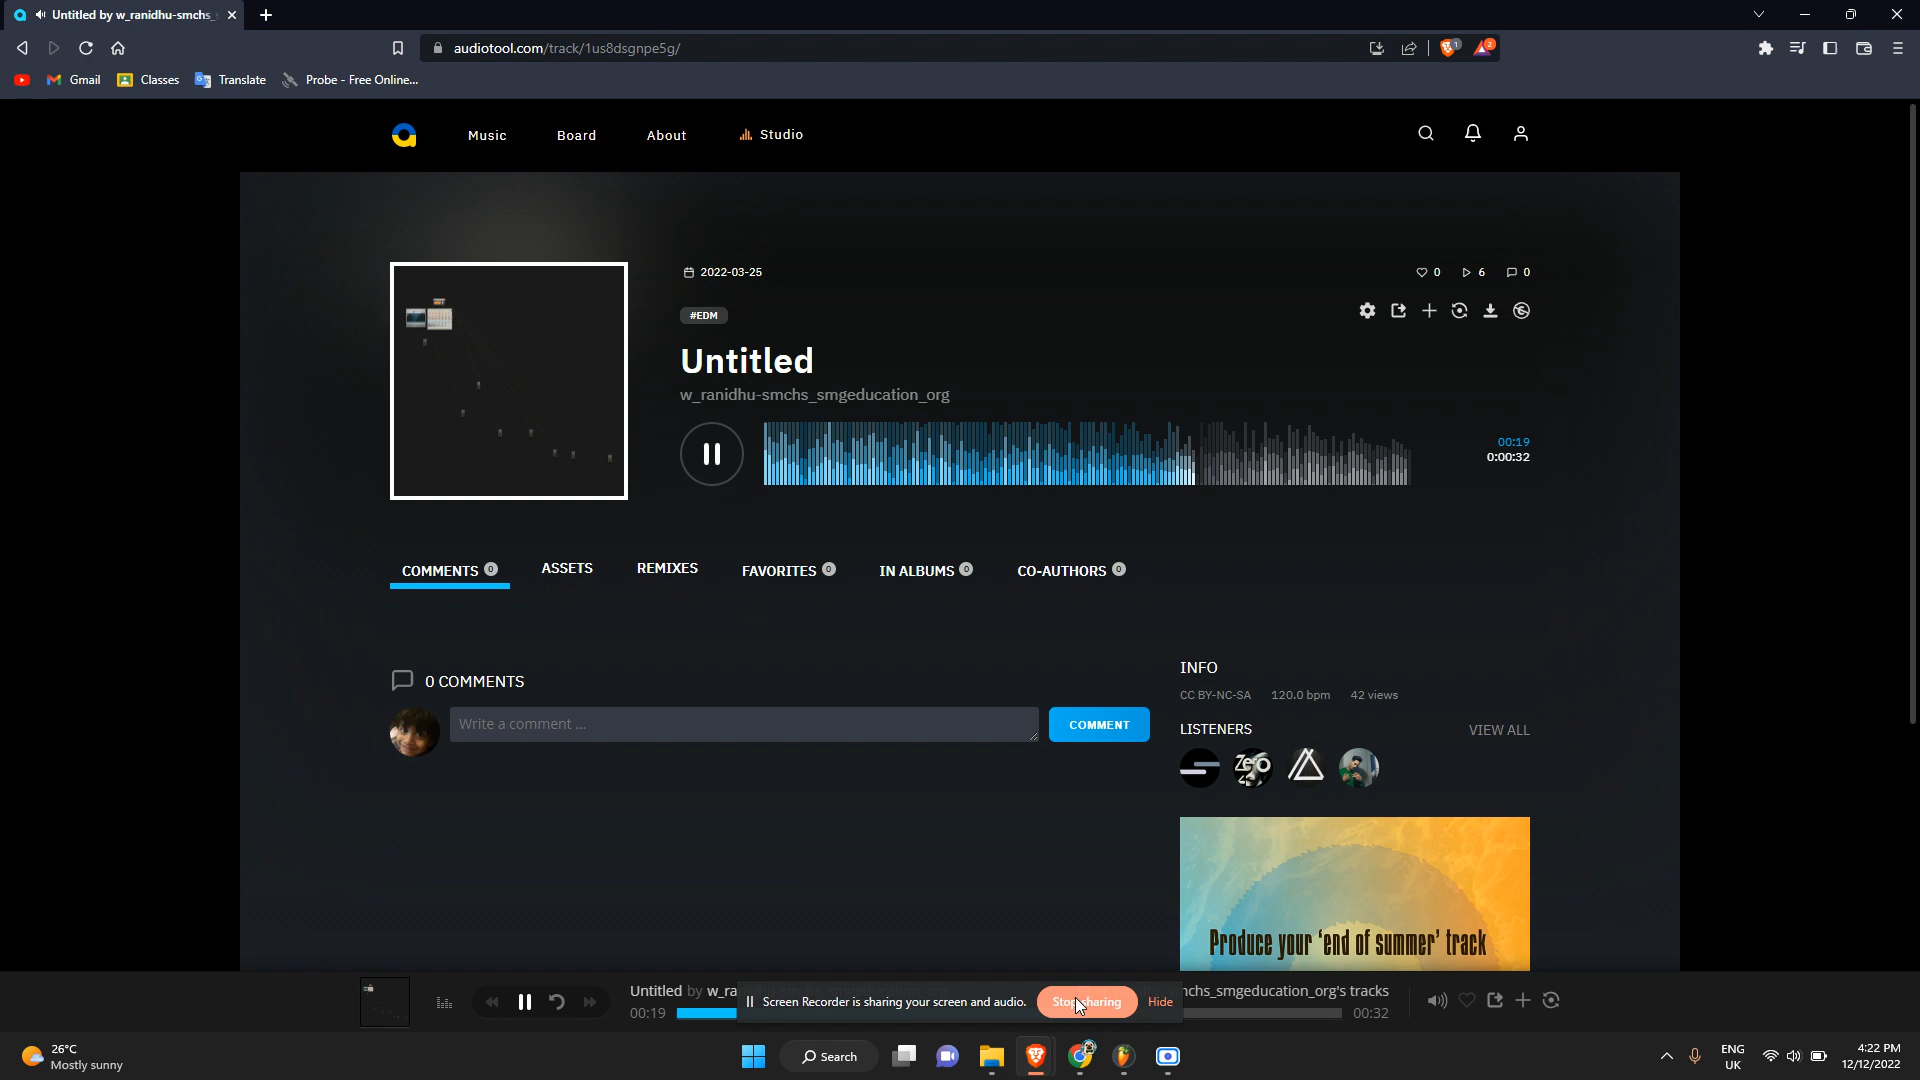 Untitled by w_ranidhu-smchs_
audiotool.com/track/1us8dsgnpe5g/
1
2
Gmail
Classes
Translate
Probe - Free Online...
Music
Board
About
Studio
2022-03-25
0
6
0
#EDM
Untitled
w_ranidhu-smchs_smgeducation_org
00:19
0:00:32
COMMENTS 0
ASSETS
REMIXES
FAVORITES 0
IN ALBUMS 0
CO-AUTHORS 0
0 COMMENTS
Write a comment ...
COMMENT
INFO
CC BY-NC-SA 120.0 bpm 42 views
LISTENERS
VIEW ALL
Zero
Produce your 'end of summer' track
Untitled by w_ra
Screen Recorder is sharing your screen and audio.
Stop sharing
Hide
chs_smgeducation_org's tracks
00:19
00:32
26°C
Mostly sunny
Search
ENG
UK
4:22 PM
12/12/2022